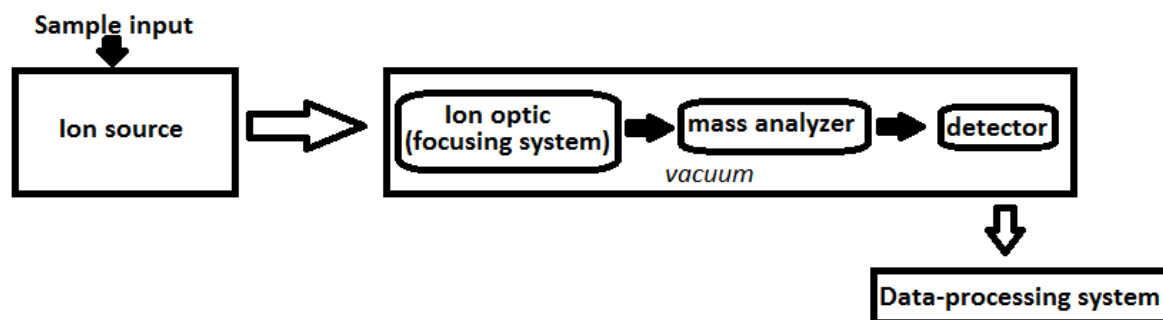 Sample input
Ion source
Ion optic
(focusing system)
mass analyzer
detector
vacuum
Data-processing system